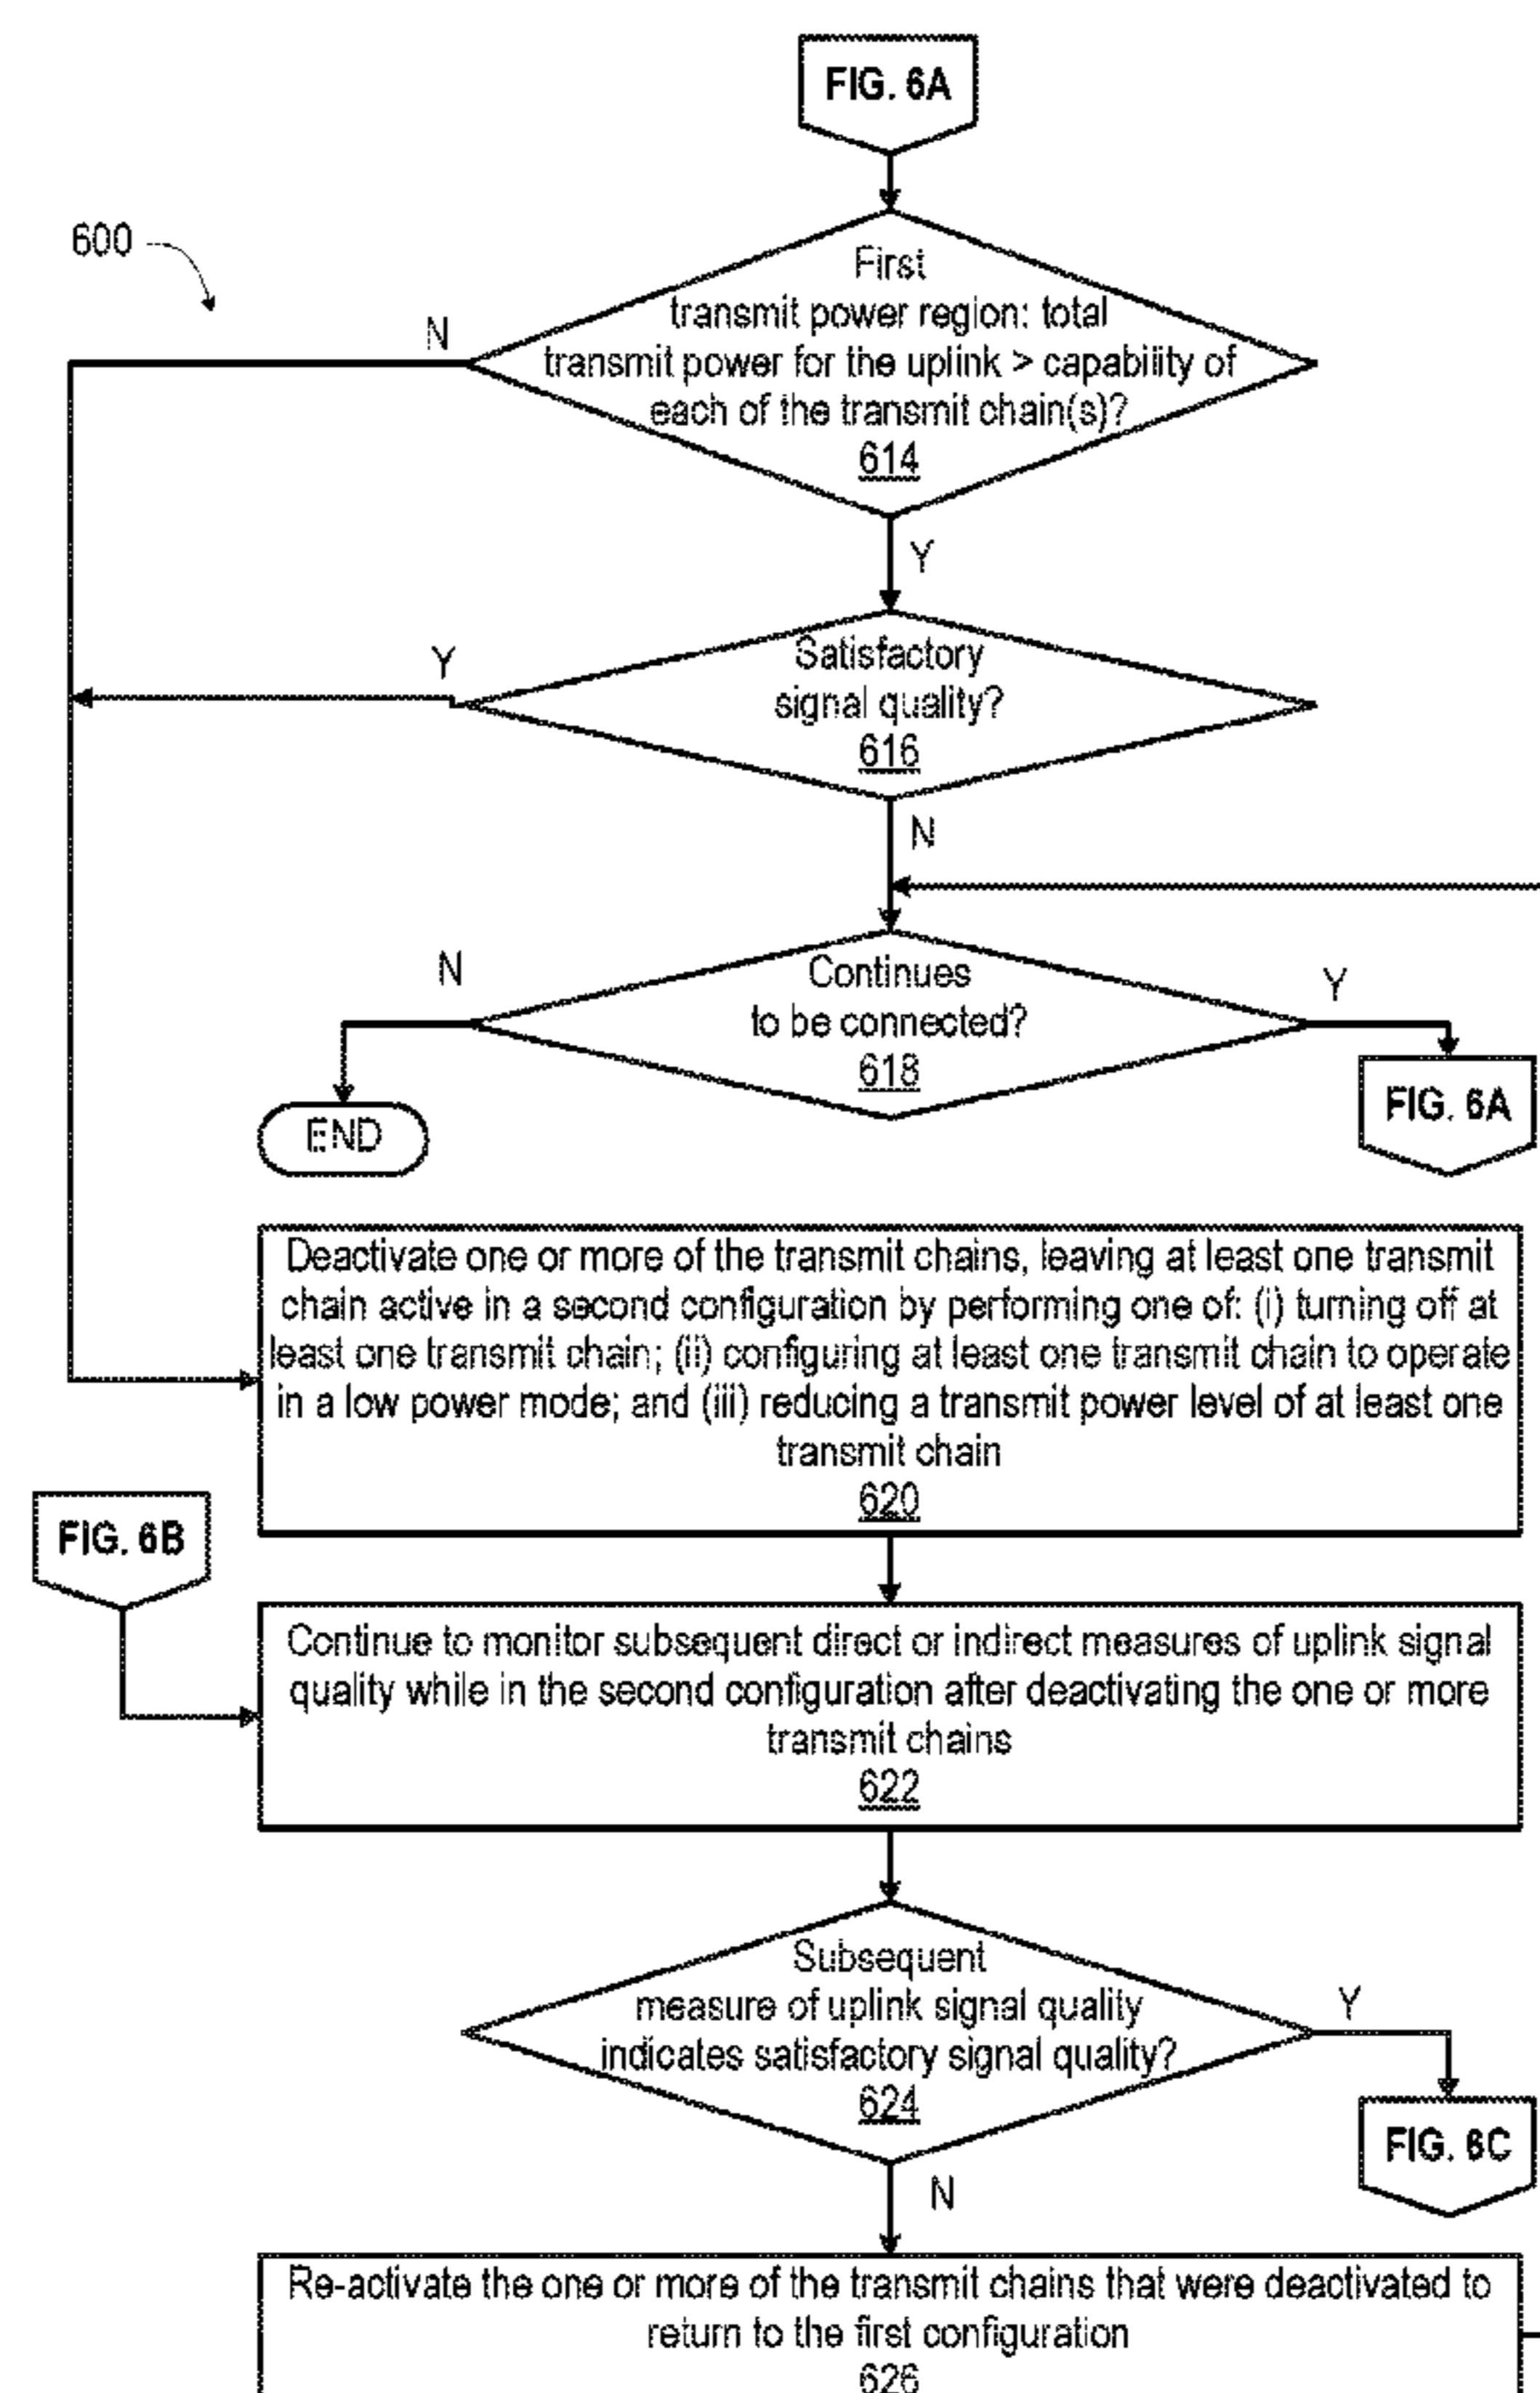 FIG. 6A
600
First
transmit power region: total
transmit power for the uplink > capability of
each of the transmit chain(s)?
614
N
Y
Satisfactory
signal quality?
616
Y
N
Continues
to be connected?
618
N
Y
END
FIG. 6A
Deactivate one or more of the transmit chains, leaving at least one transmit
chain active in a second configuration by performing one of: (i) turning off at
least one transmit chain; (ii) configuring at least one transmit chain to operate
in a low power mode; and (iii) reducing a transmit power level of at least one
transmit chain
620
FIG. 6B
Continue to monitor subsequent direct or indirect measures of uplink signal
quality while in the second configuration after deactivating the one or more
transmit chains
622
Subsequent
measure of uplink signal quality
indicates satisfactory signal quality?
624
Y
FIG. 6C
N
Re-activate the one or more of the transmit chains that were deactivated to
return to the first configuration
626